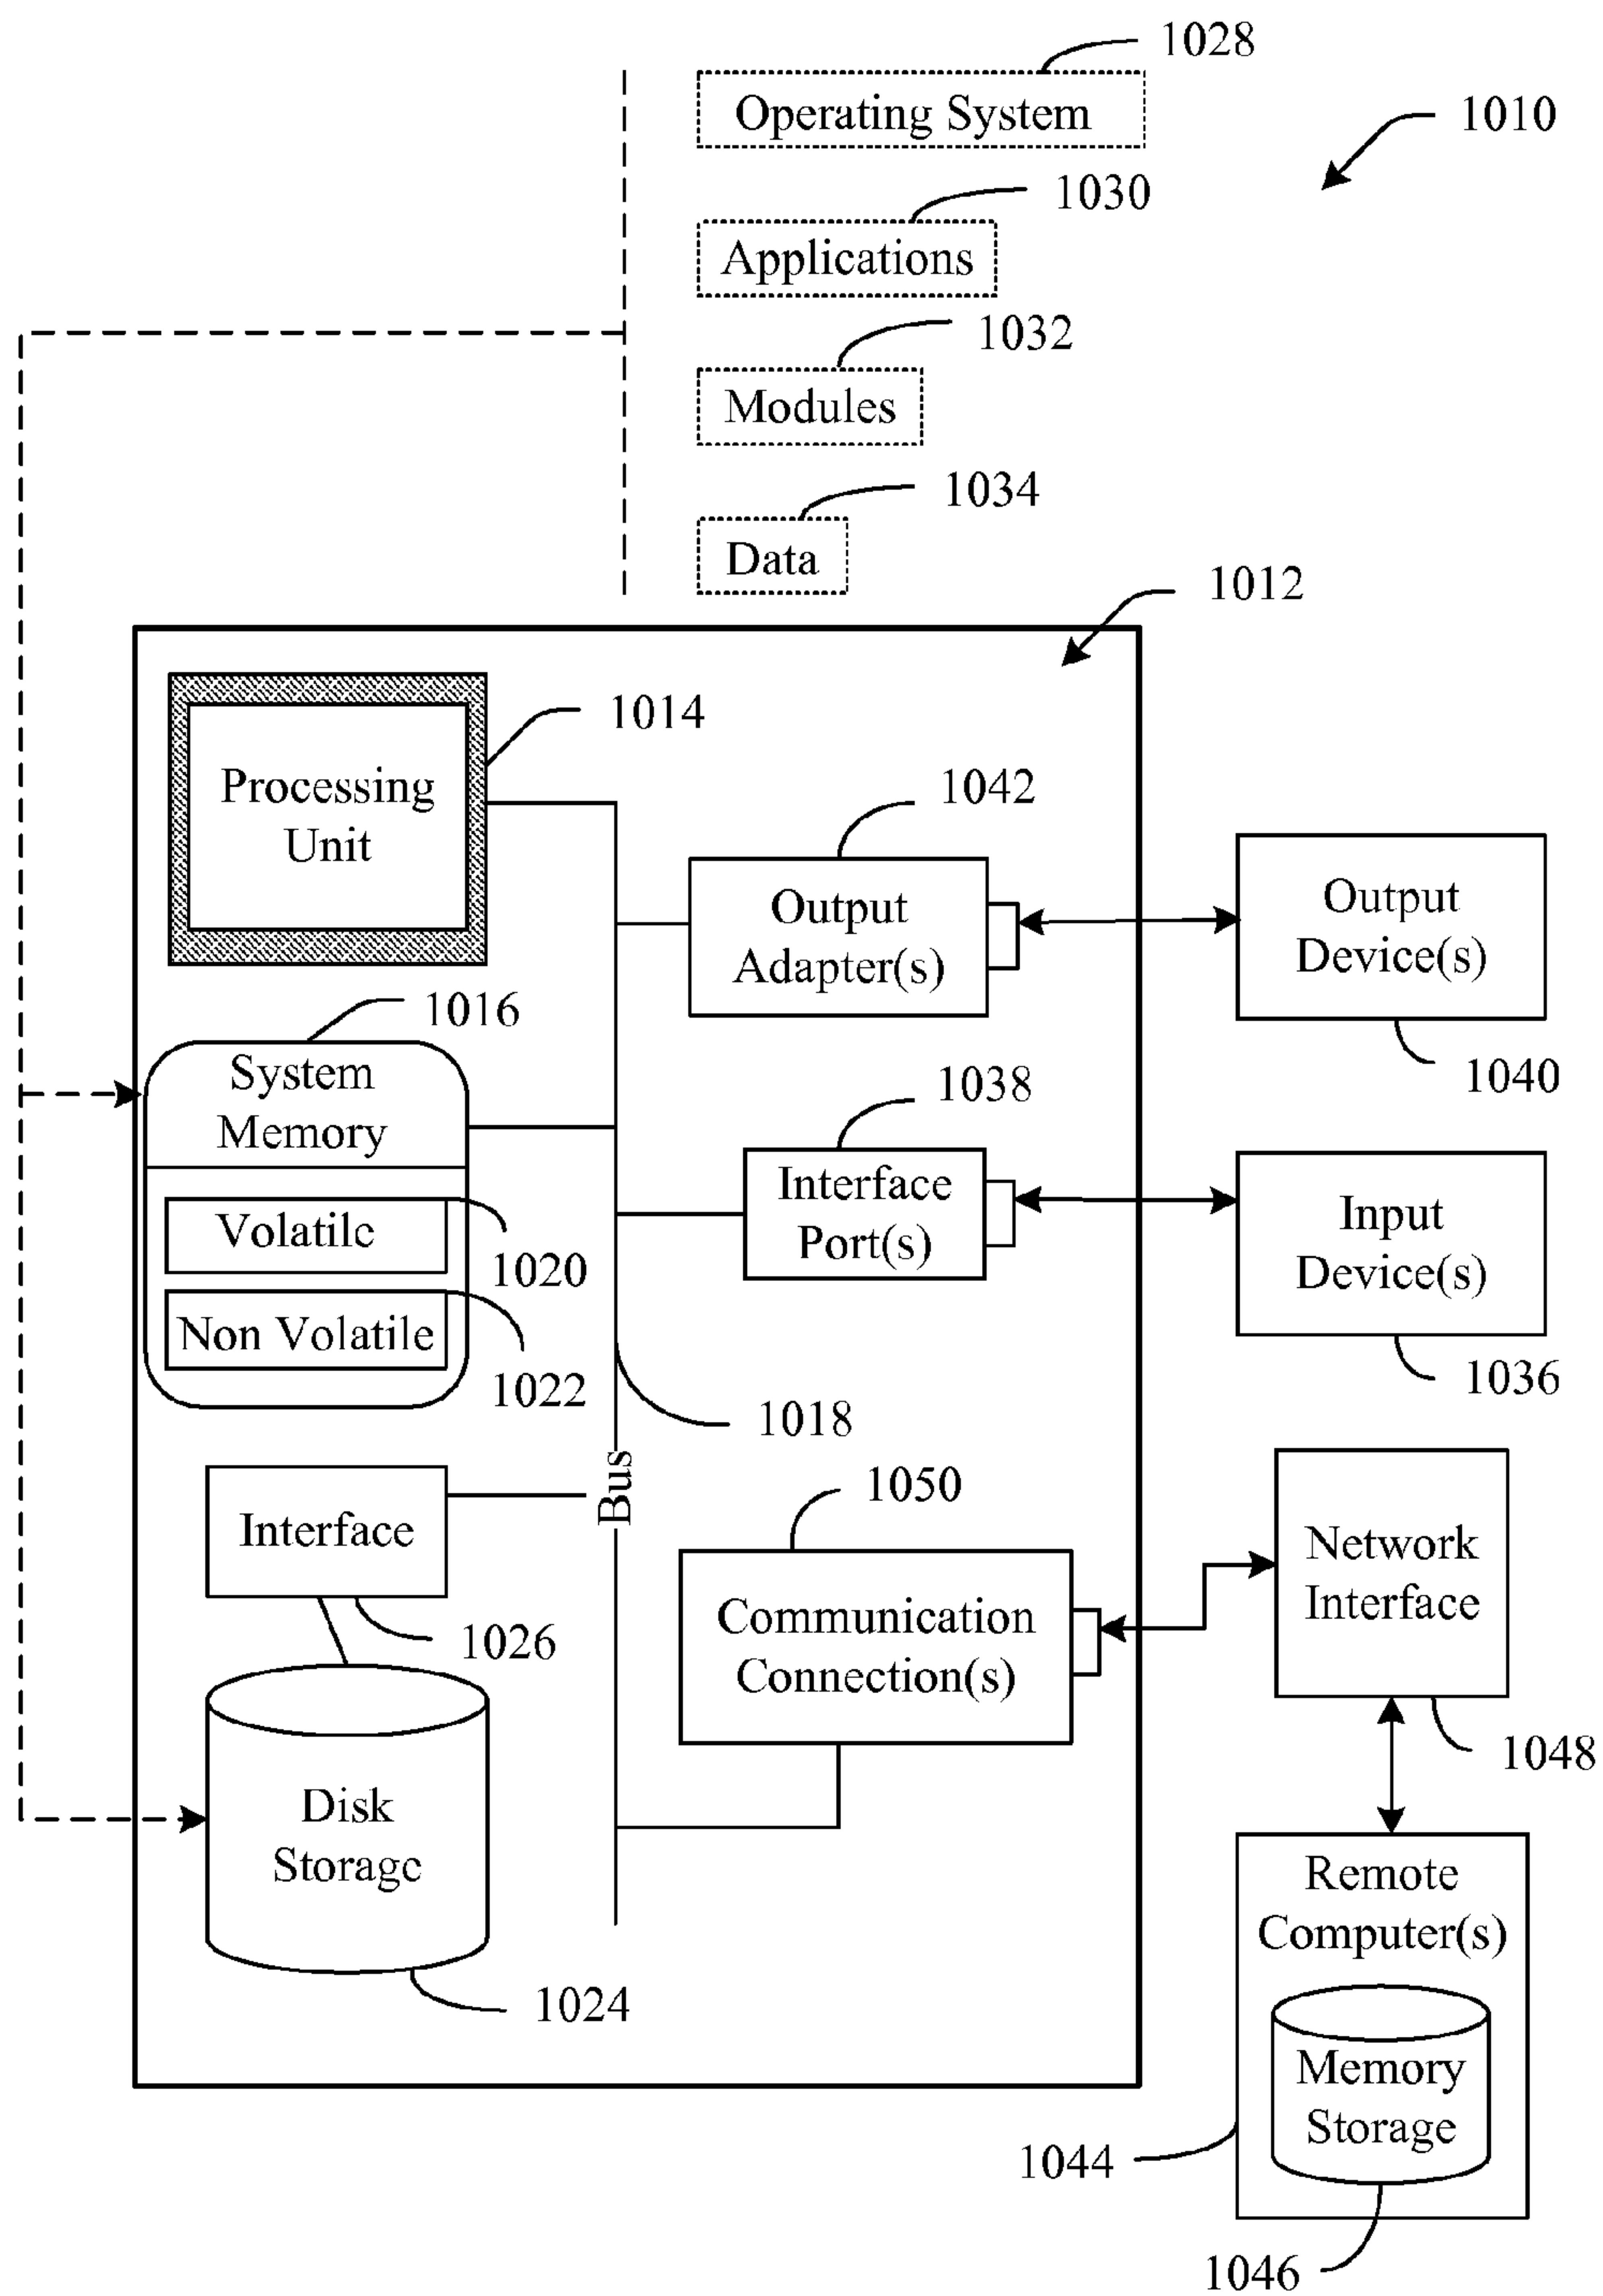 1028
Operating System
1010
1030
Applications
1032
Modules
1034
Data
1012
1014
Processing
Unit
1042
Output
Adapter(s)
Output
Device(s)
1040
1016
System
Memory
1038
Interface
Port(s)
Input
Device(s)
1036
Volatile
1020
Non Volatile
1022
1018
Bus
1050
Interface
1026
Communication
Connection(s)
Network
Interface
1048
Disk
Storage
1024
Remote
Computer(s)
Memory
Storage
1044
1046